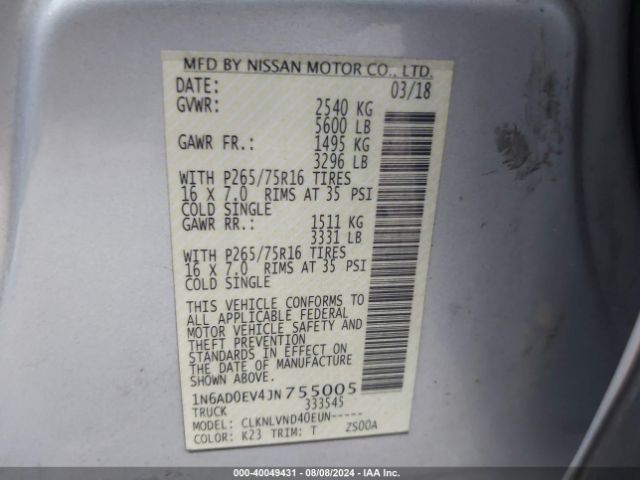 MFD BY NISSAN MOTOR CO., LTD.
DATE: 03/18
GVWR: 2540 KG
5600 LB
GAWR FR.: 1495 KG
3296 LB
WITH P265/75R16 TIRES
16 X 7.0 RIMS AT 35 PSI
COLD SINGLE
GAWR RR.: 1511 KG
3331 LB
WITH P265/75R16 TIRES
16 X 7.0 RIMS AT 35 PSI
COLD SINGLE
THIS VEHICLE CONFORMS TO
ALL APPLICABLE FEDERAL
MOTOR VEHICLE SAFETY AND
THEFT PREVENTION
STANDARDS IN EFFECT ON
THE DATE OF MANUFACTURE
SHOWN ABOVE.
1N6AD0EV4JN755005
TRUCK 333545
MODEL: CLKNLVND40EUN-----
COLOR: K23 TRIM: T ZS00A
000-40049431 - 08/08/2024 - IAA Inc.